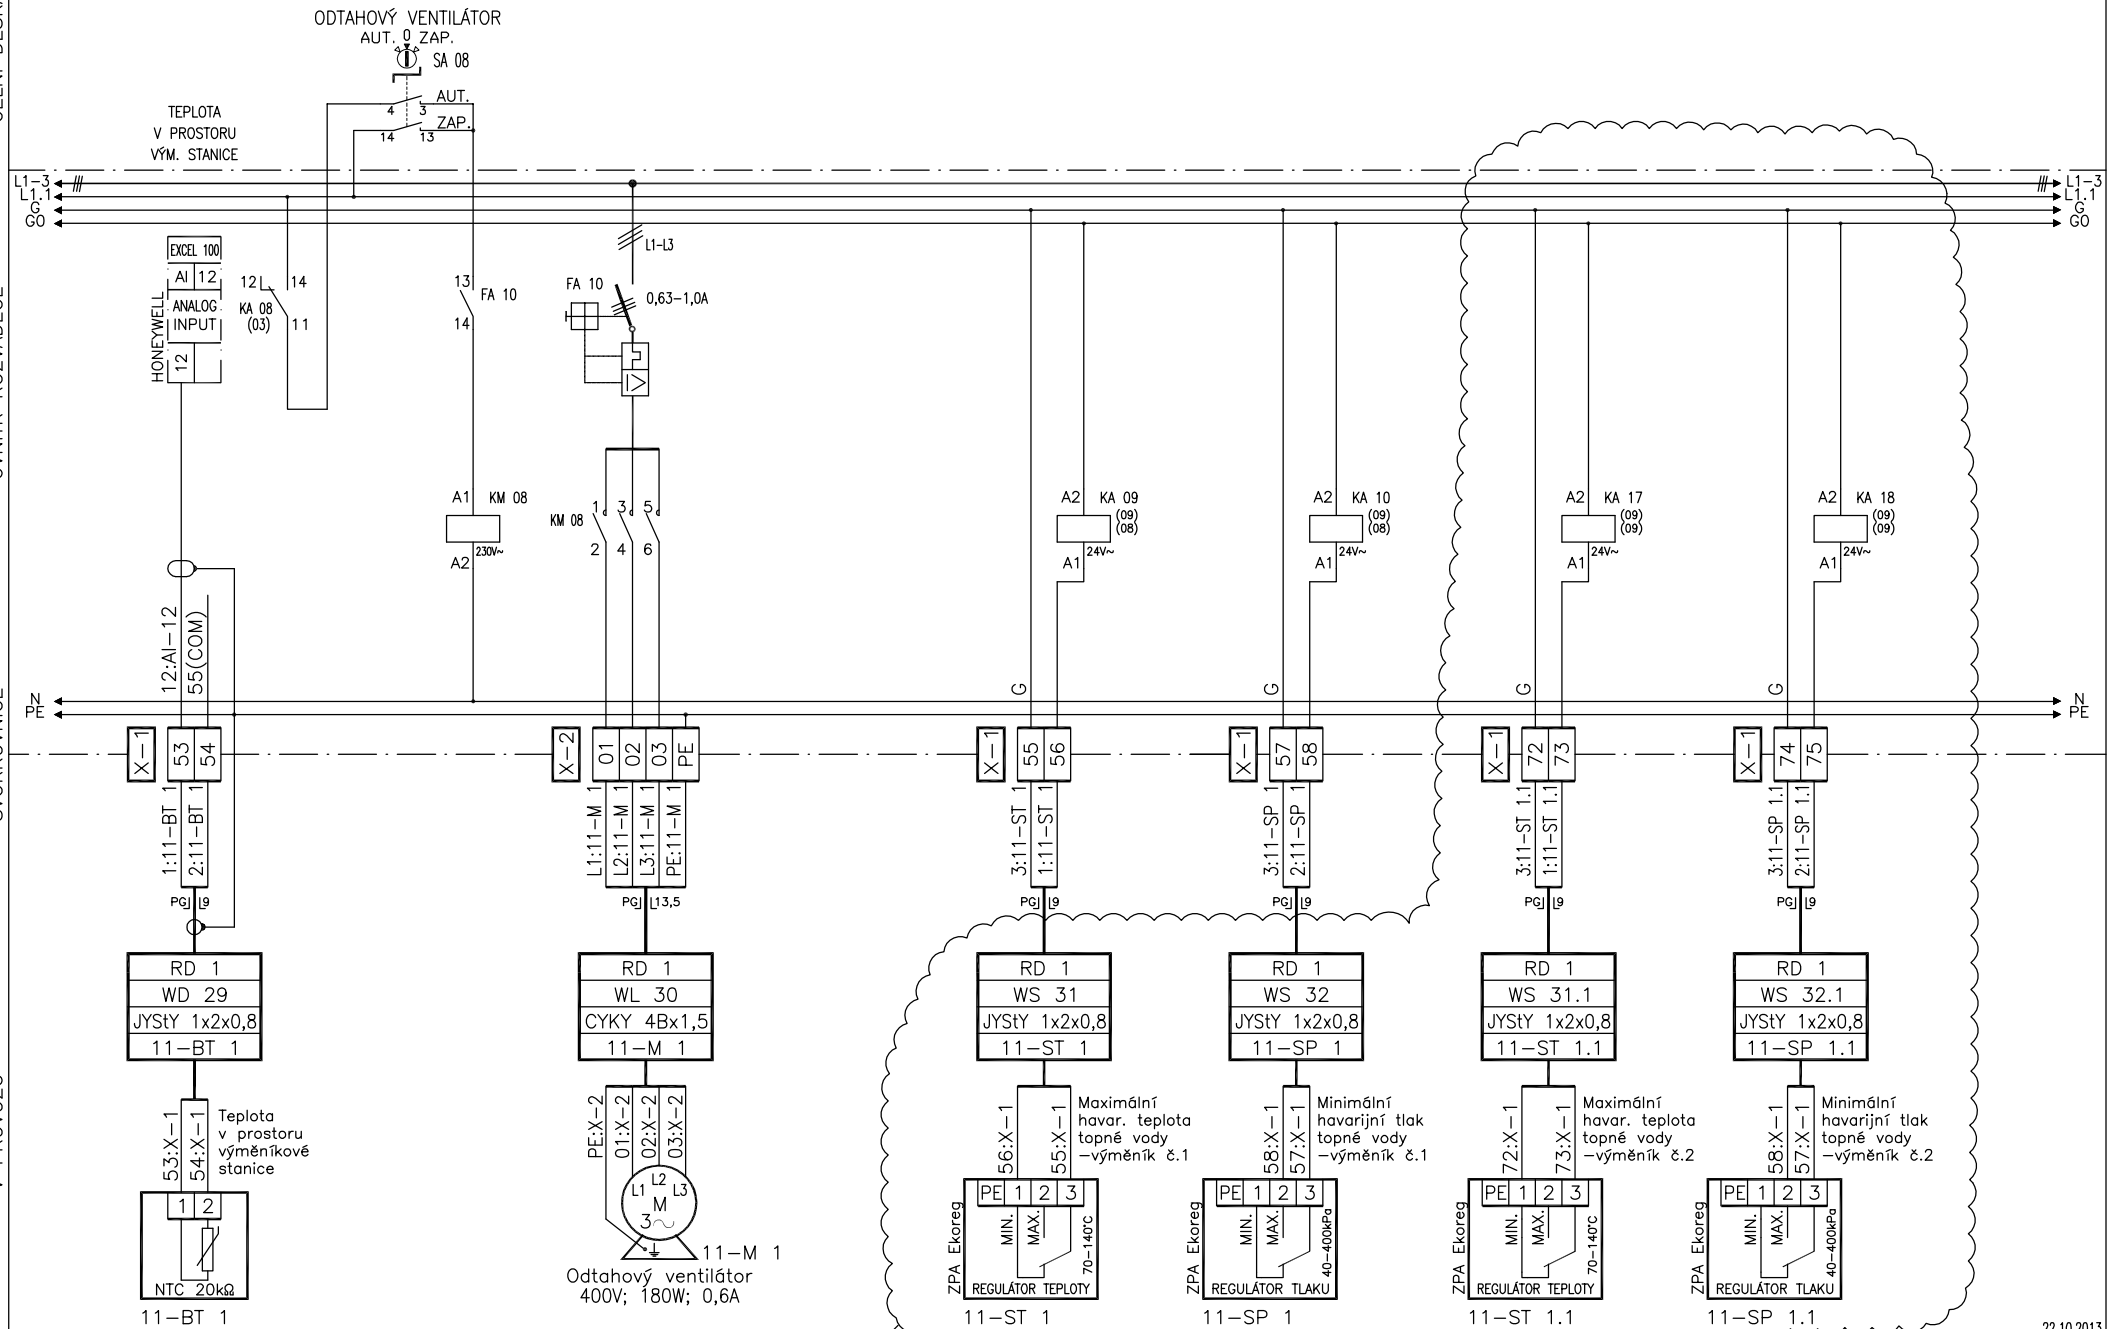 ODTAHOVÝ VENTILÁTOR
AUT. 0 ZAP.
SA 08
4 3 AUT.
14 13 ZAP.
TEPLOTA
V PROSTORU
VÝM. STANICE
L1-3
L1.1
G
GO
L1-3
L1.1
G
GO
HONEYWELL
EXCEL 100
AI 12
ANALOG
INPUT
12
12 14
KA 08
(03)
11
13
FA 10
14
L1-L3
FA 10
0,63-1,0A
A1 KM 08
230V~
A2
KM 08
1 3 5
2 4 6
A2 KA 09
(09)
(08)
24V~
A1
A2 KA 10
(09)
(08)
24V~
A1
A2 KA 17
(09)
(09)
24V~
A1
A2 KA 18
(09)
(09)
24V~
A1
12:AI-12
55(COM)
G
G
G
G
N
PE
N
PE
X-1 53 54
X-2 01 02 03 PE
X-1 55 56
X-1 57 58
X-1 72 73
X-1 74 75
1:11-BT 1
2:11-BT 1
L1:11-M 1
L2:11-M 1
L3:11-M 1
PE:11-M 1
3:11-ST 1
1:11-ST 1
3:11-SP 1
2:11-SP 1
3:11-ST 1.1
1:11-ST 1.1
3:11-SP 1.1
2:11-SP 1.1
PG 9
PG 13,5
PG 9
PG 9
PG 9
PG 9
RD 1
WD 29
JYStY 1x2x0,8
11-BT 1
RD 1
WL 30
CYKY 4Bx1,5
11-M 1
RD 1
WS 31
JYStY 1x2x0,8
11-ST 1
RD 1
WS 32
JYStY 1x2x0,8
11-SP 1
RD 1
WS 31.1
JYStY 1x2x0,8
11-ST 1.1
RD 1
WS 32.1
JYStY 1x2x0,8
11-SP 1.1
53:X-1
54:X-1
Teplota
v prostoru
výměníkové
stanice
1 2
NTC 20kΩ
11-BT 1
PE:X-2
01:X-2
02:X-2
03:X-2
L1 L2 L3
M
3~
11-M 1
Odtahový ventilátor
400V; 180W; 0,6A
56:X-1
55:X-1
Maximální
havar. teplota
topné vody
-výměník č.1
ZPA Ekoreg
PE 1 2 3
MIN.
MAX.
70-140°C
REGULÁTOR TEPLOTY
11-ST 1
58:X-1
57:X-1
Minimální
havarijní tlak
topné vody
-výměník č.1
ZPA Ekoreg
PE 1 2 3
MIN.
MAX.
40-400kPa
REGULÁTOR TLAKU
11-SP 1
72:X-1
73:X-1
Maximální
havar. teplota
topné vody
-výměník č.2
ZPA Ekoreg
PE 1 2 3
MIN.
MAX.
70-140°C
REGULÁTOR TEPLOTY
11-ST 1.1
58:X-1
57:X-1
Minimální
havarijní tlak
topné vody
-výměník č.2
ZPA Ekoreg
PE 1 2 3
MIN.
MAX.
40-400kPa
REGULÁTOR TLAKU
11-SP 1.1
22.10.2013